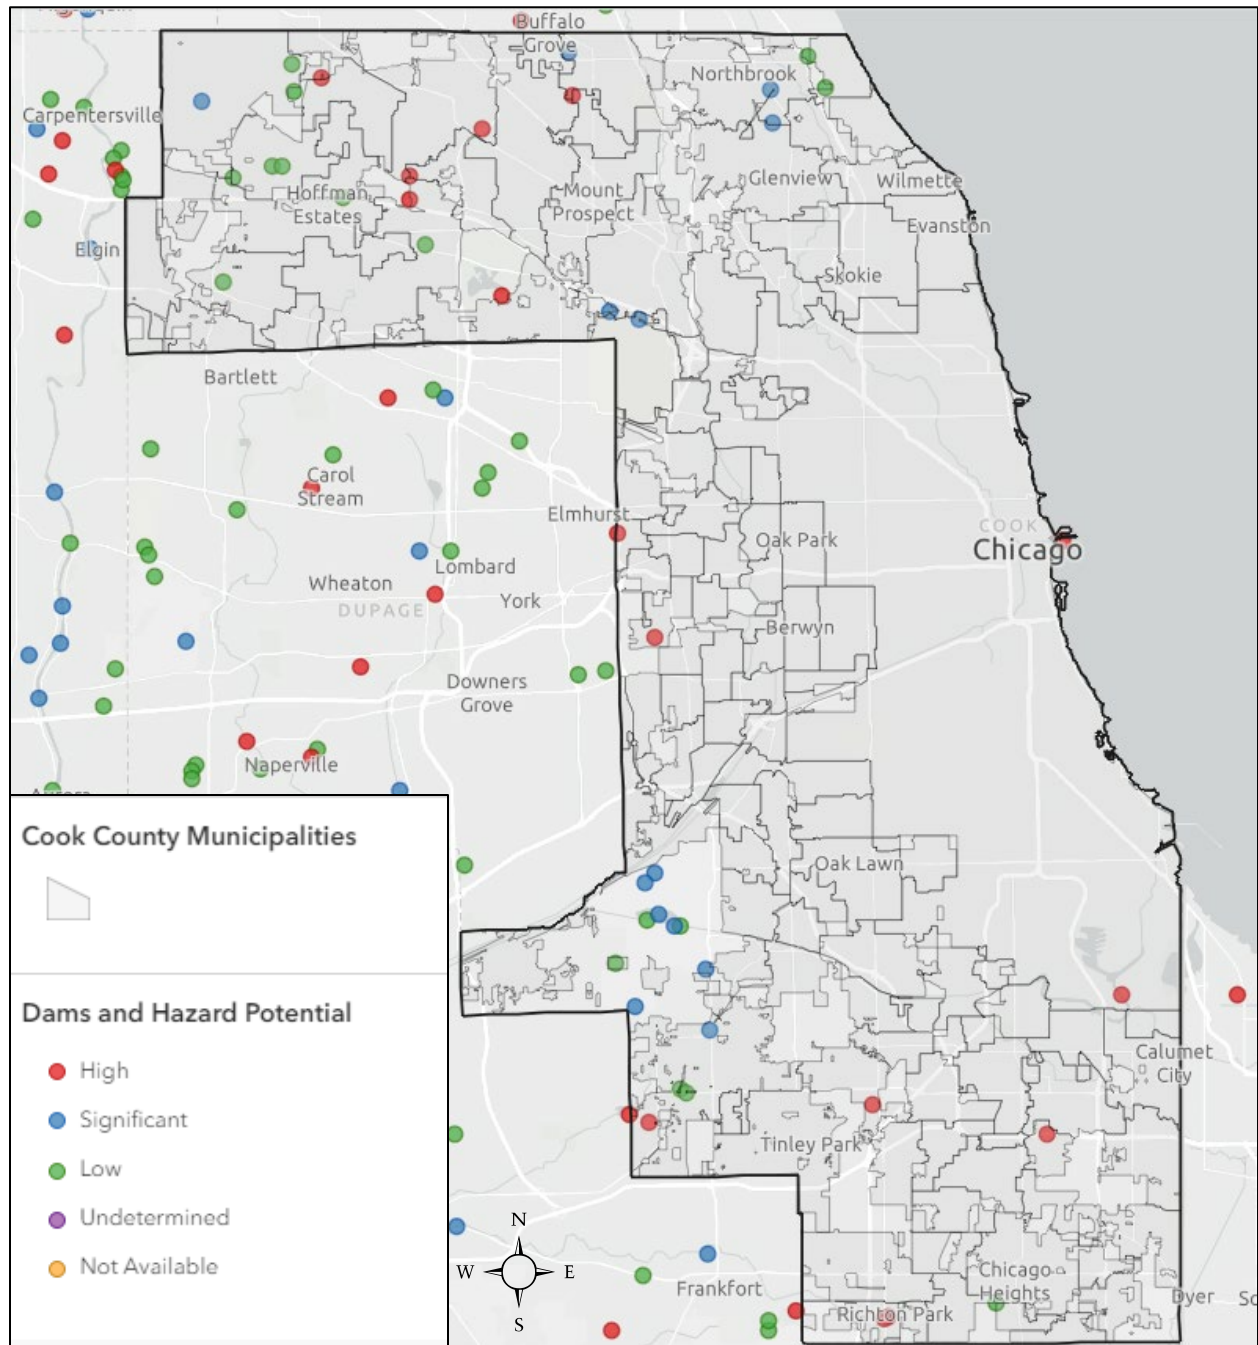 Buffalo
Grove
Northbrook
Carpentersville
Glenview
Wilmette
Hoffman
Estates
Mount
Prospect
Evanston
Elgin
Skokie
Bartlett
Carol
Stream
Elmhurst
COOK
Chicago
Oak Park
Lombard
Wheaton
York
DUPAGE
Berwyn
Downers
Grove
Naperville
Cook County Municipalities
Oak Lawn
Dams and Hazard Potential
High
Significant
Low
Undetermined
Not Available
Calumet
City
Tinley Park
N
W
E
S
Frankfort
Chicago
Heights
Richton Park
Dyer